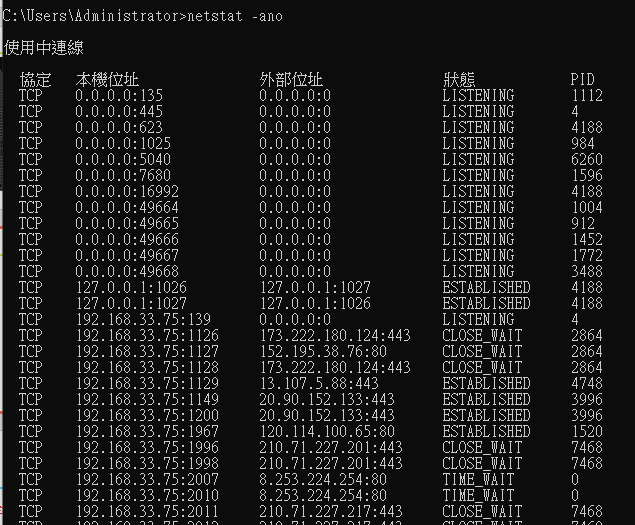 C:\Users\Administrator>netstat -ano
使用中連線
協定 本機位址 外部位址 狀態 PID
TCP 0.0.0.0:135 0.0.0.0:0 LISTENING 1112
TCP 0.0.0.0:445 0.0.0.0:0 LISTENING 4
TCP 0.0.0.0:623 0.0.0.0:0 LISTENING 4188
TCP 0.0.0.0:1025 0.0.0.0:0 LISTENING 984
TCP 0.0.0.0:5040 0.0.0.0:0 LISTENING 6260
TCP 0.0.0.0:7680 0.0.0.0:0 LISTENING 1596
TCP 0.0.0.0:16992 0.0.0.0:0 LISTENING 4188
TCP 0.0.0.0:49664 0.0.0.0:0 LISTENING 1004
TCP 0.0.0.0:49665 0.0.0.0:0 LISTENING 912
TCP 0.0.0.0:49666 0.0.0.0:0 LISTENING 1452
TCP 0.0.0.0:49667 0.0.0.0:0 LISTENING 1772
TCP 0.0.0.0:49668 0.0.0.0:0 LISTENING 3488
TCP 127.0.0.1:1026 127.0.0.1:1027 ESTABLISHED 4188
TCP 127.0.0.1:1027 127.0.0.1:1026 ESTABLISHED 4188
TCP 192.168.33.75:139 0.0.0.0:0 LISTENING 4
TCP 192.168.33.75:1126 173.222.180.124:443 CLOSE_WAIT 2864
TCP 192.168.33.75:1127 152.195.38.76:80 CLOSE_WAIT 2864
TCP 192.168.33.75:1128 173.222.180.124:443 CLOSE_WAIT 2864
TCP 192.168.33.75:1129 13.107.5.88:443 ESTABLISHED 4748
TCP 192.168.33.75:1149 20.90.152.133:443 ESTABLISHED 3996
TCP 192.168.33.75:1200 20.90.152.133:443 ESTABLISHED 3996
TCP 192.168.33.75:1967 120.114.100.65:80 ESTABLISHED 1520
TCP 192.168.33.75:1996 210.71.227.201:443 CLOSE_WAIT 7468
TCP 192.168.33.75:1998 210.71.227.201:443 CLOSE_WAIT 7468
TCP 192.168.33.75:2007 8.253.224.254:80 TIME_WAIT 0
TCP 192.168.33.75:2010 8.253.224.254:80 TIME_WAIT 0
TCP 192.168.33.75:2011 210.71.227.217:443 CLOSE_WAIT 7468